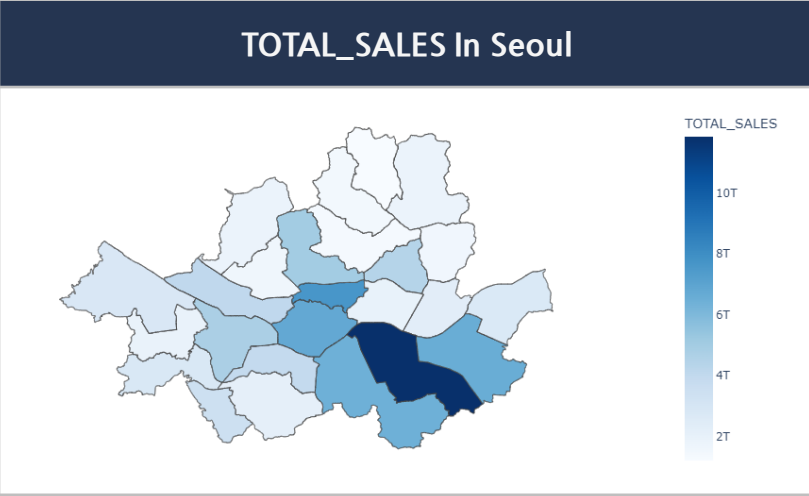 TOTAL_SALES In Seoul
TOTAL_SALES
10T
8T
6T
4T
2T